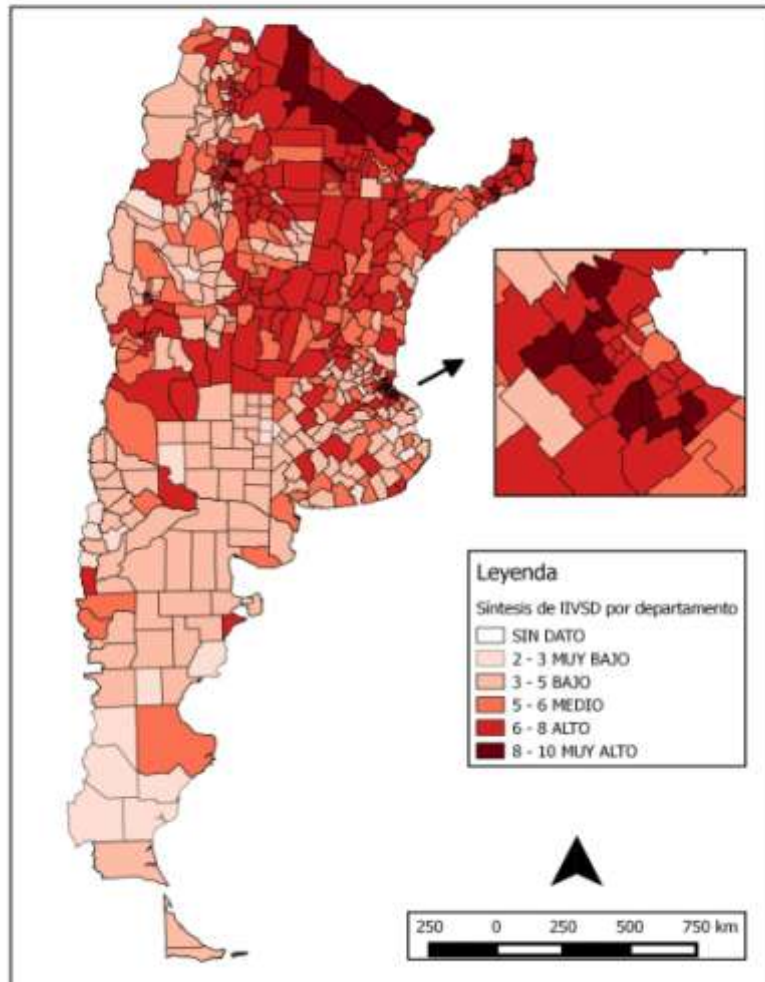 Leyenda
Síntesis de IIVSD por departamento
SIN DATO
2 - 3 MUY BAJO
3 - 5 BAJO
5 - 6 MEDIO
6 - 8 ALTO
8 - 10 MUY ALTO
250 0 250 500 750 km